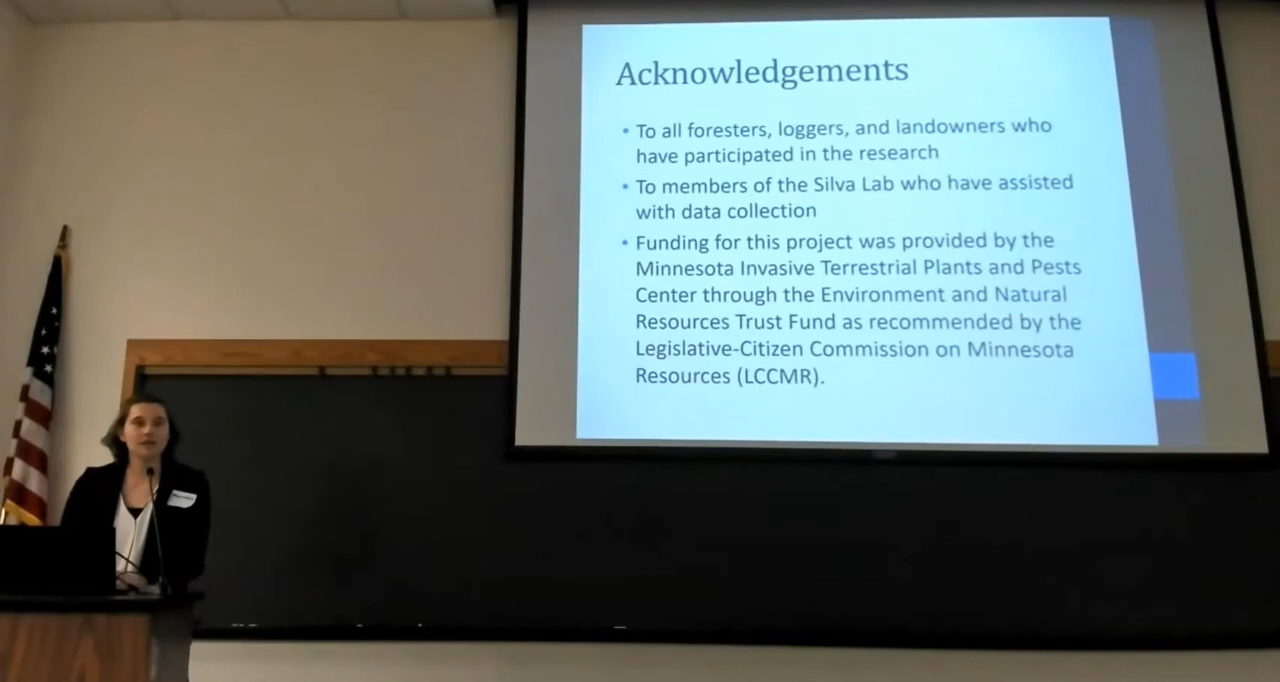 Acknowledgements
• To all foresters, loggers, and landowners who
have participated in the research
• To members of the Silva Lab who have assisted
with data collection
• Funding for this project was provided by the
Minnesota Invasive Terrestrial Plants and Pests
Center through the Environment and Natural
Resources Trust Fund as recommended by the
Legislative-Citizen Commission on Minnesota
Resources (LCCMR).